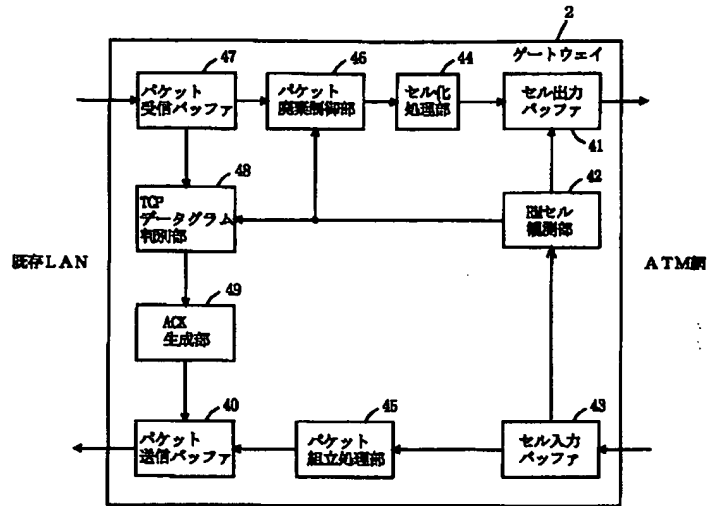 2
ゲートウェイ
47
パケット
受信バッファ
46
パケット
廃棄制御部
44
セル化
処理部
セル出力
バッファ
41
48
TCP
データグラム
判別部
42
RMセル
観測部
既存LAN
ATM網
49
ACK
生成部
40
パケット
送信バッファ
45
パケット
組立処理部
43
セル入力
バッファ